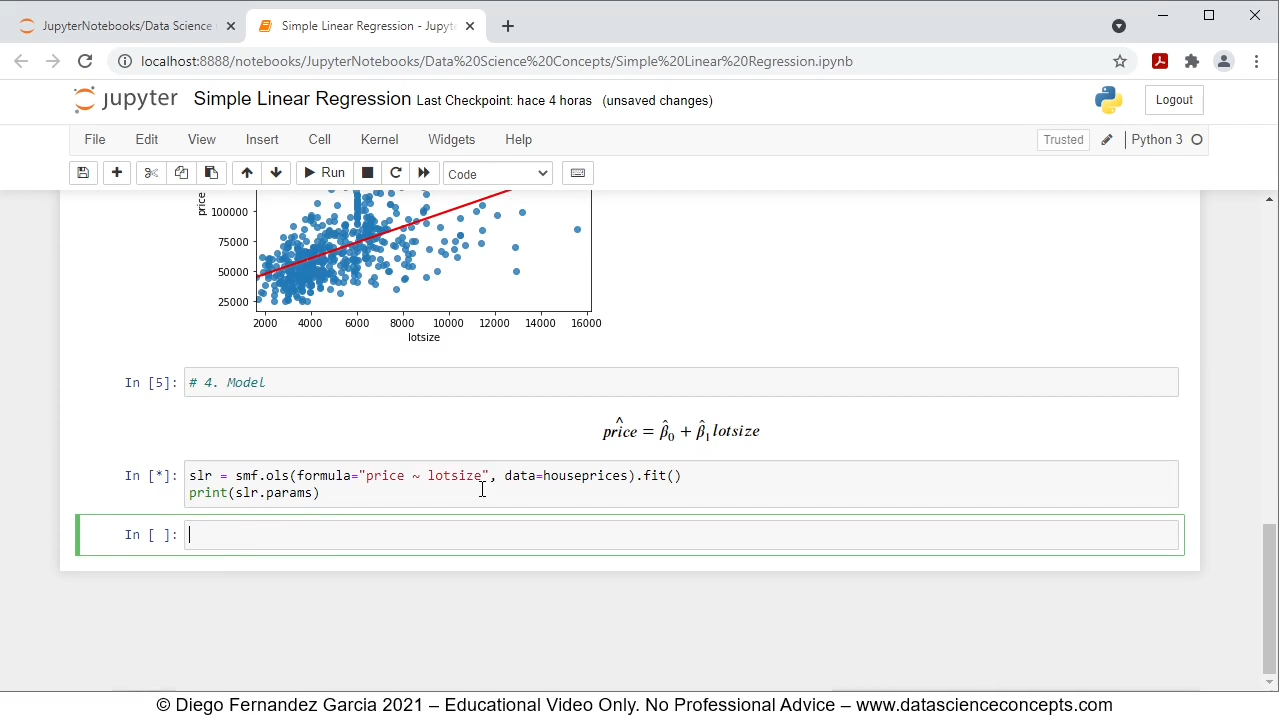 JupyterNotebooks/Data Science
Simple Linear Regression - Jupyte
localhost:8888/notebooks/JupyterNotebooks/Data%20Science%20Concepts/Simple%20Linear%20Regression.ipynb
jupyter Simple Linear Regression Last Checkpoint: hace 4 horas (unsaved changes) Logout
File Edit View Insert Cell Kernel Widgets Help Trusted Python 3
Run Code
price
100000
75000
50000
25000
2000 4000 6000 8000 10000 12000 14000 16000
lotsize
In [5]: # 4. Model
price^ = β̂₀ + β̂₁lotsize
In [*]: slr = smf.ols(formula="price ~ lotsize", data=houseprices).fit()
print(slr.params)
In [ ]:
© Diego Fernandez Garcia 2021 – Educational Video Only. No Professional Advice – www.datascienceconcepts.com